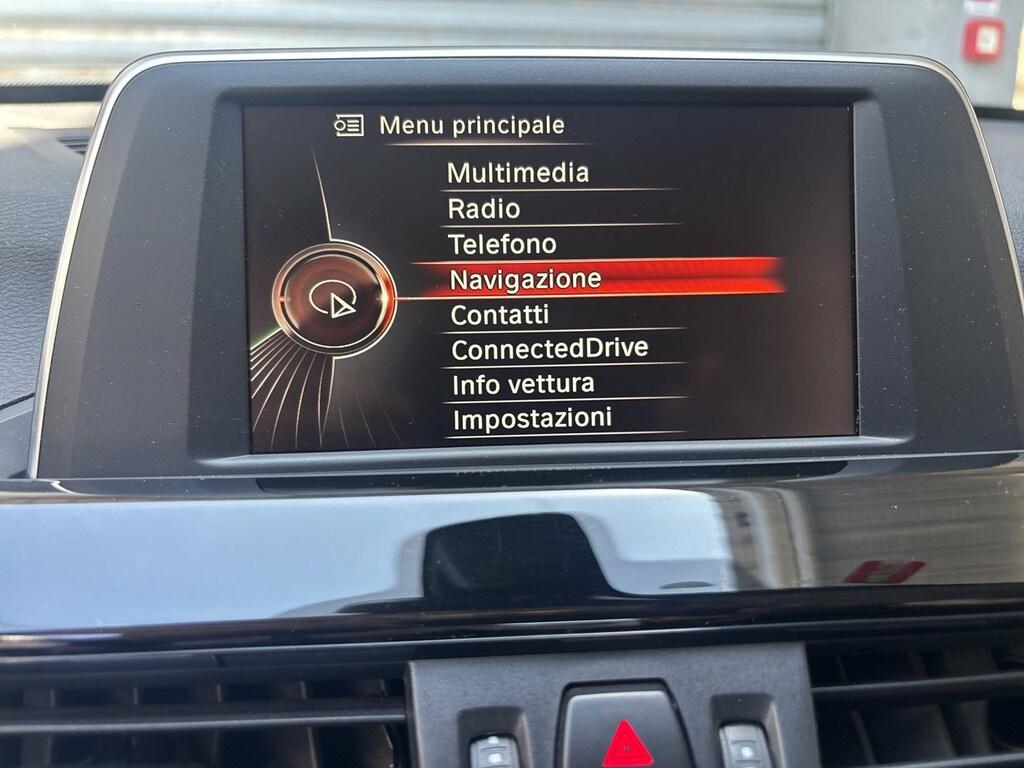 Menu principale
Multimedia
Radio
Telefono
Navigazione
Contatti
ConnectedDrive
Info vettura
Impostazioni